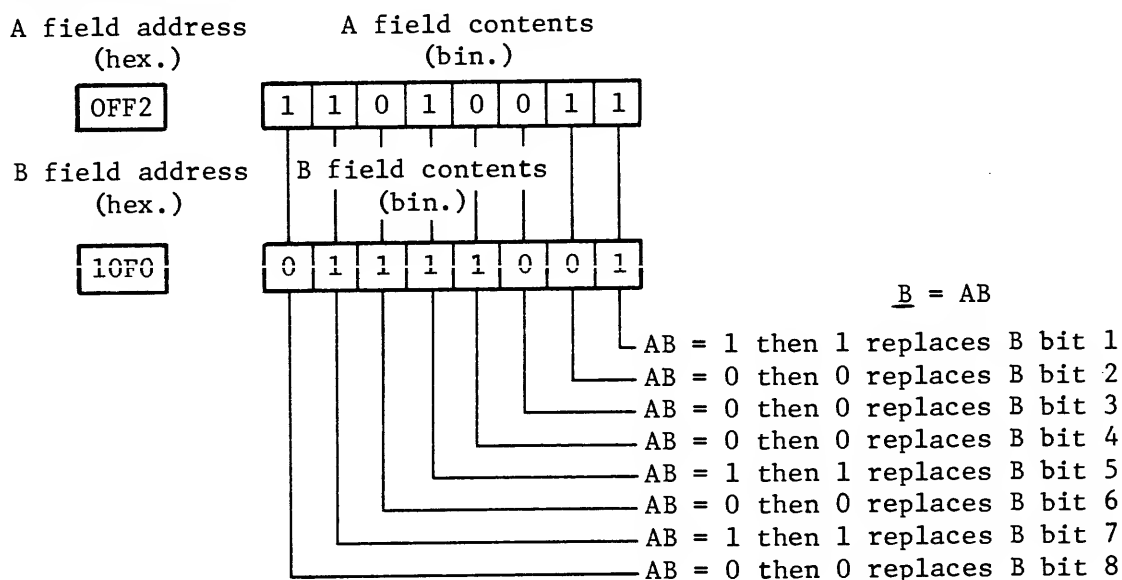 A field address A field contents
(hex.) (bin.)
0FF2 1 1 0 1 0 0 1 1
B field address B field contents
(hex.) (bin.)
10F0 0 1 1 1 1 0 0 1
B = AB
AB = 1 then 1 replaces B bit 1
AB = 0 then 0 replaces B bit 2
AB = 0 then 0 replaces B bit 3
AB = 0 then 0 replaces B bit 4
AB = 1 then 1 replaces B bit 5
AB = 0 then 0 replaces B bit 6
AB = 1 then 1 replaces B bit 7
AB = 0 then 0 replaces B bit 8